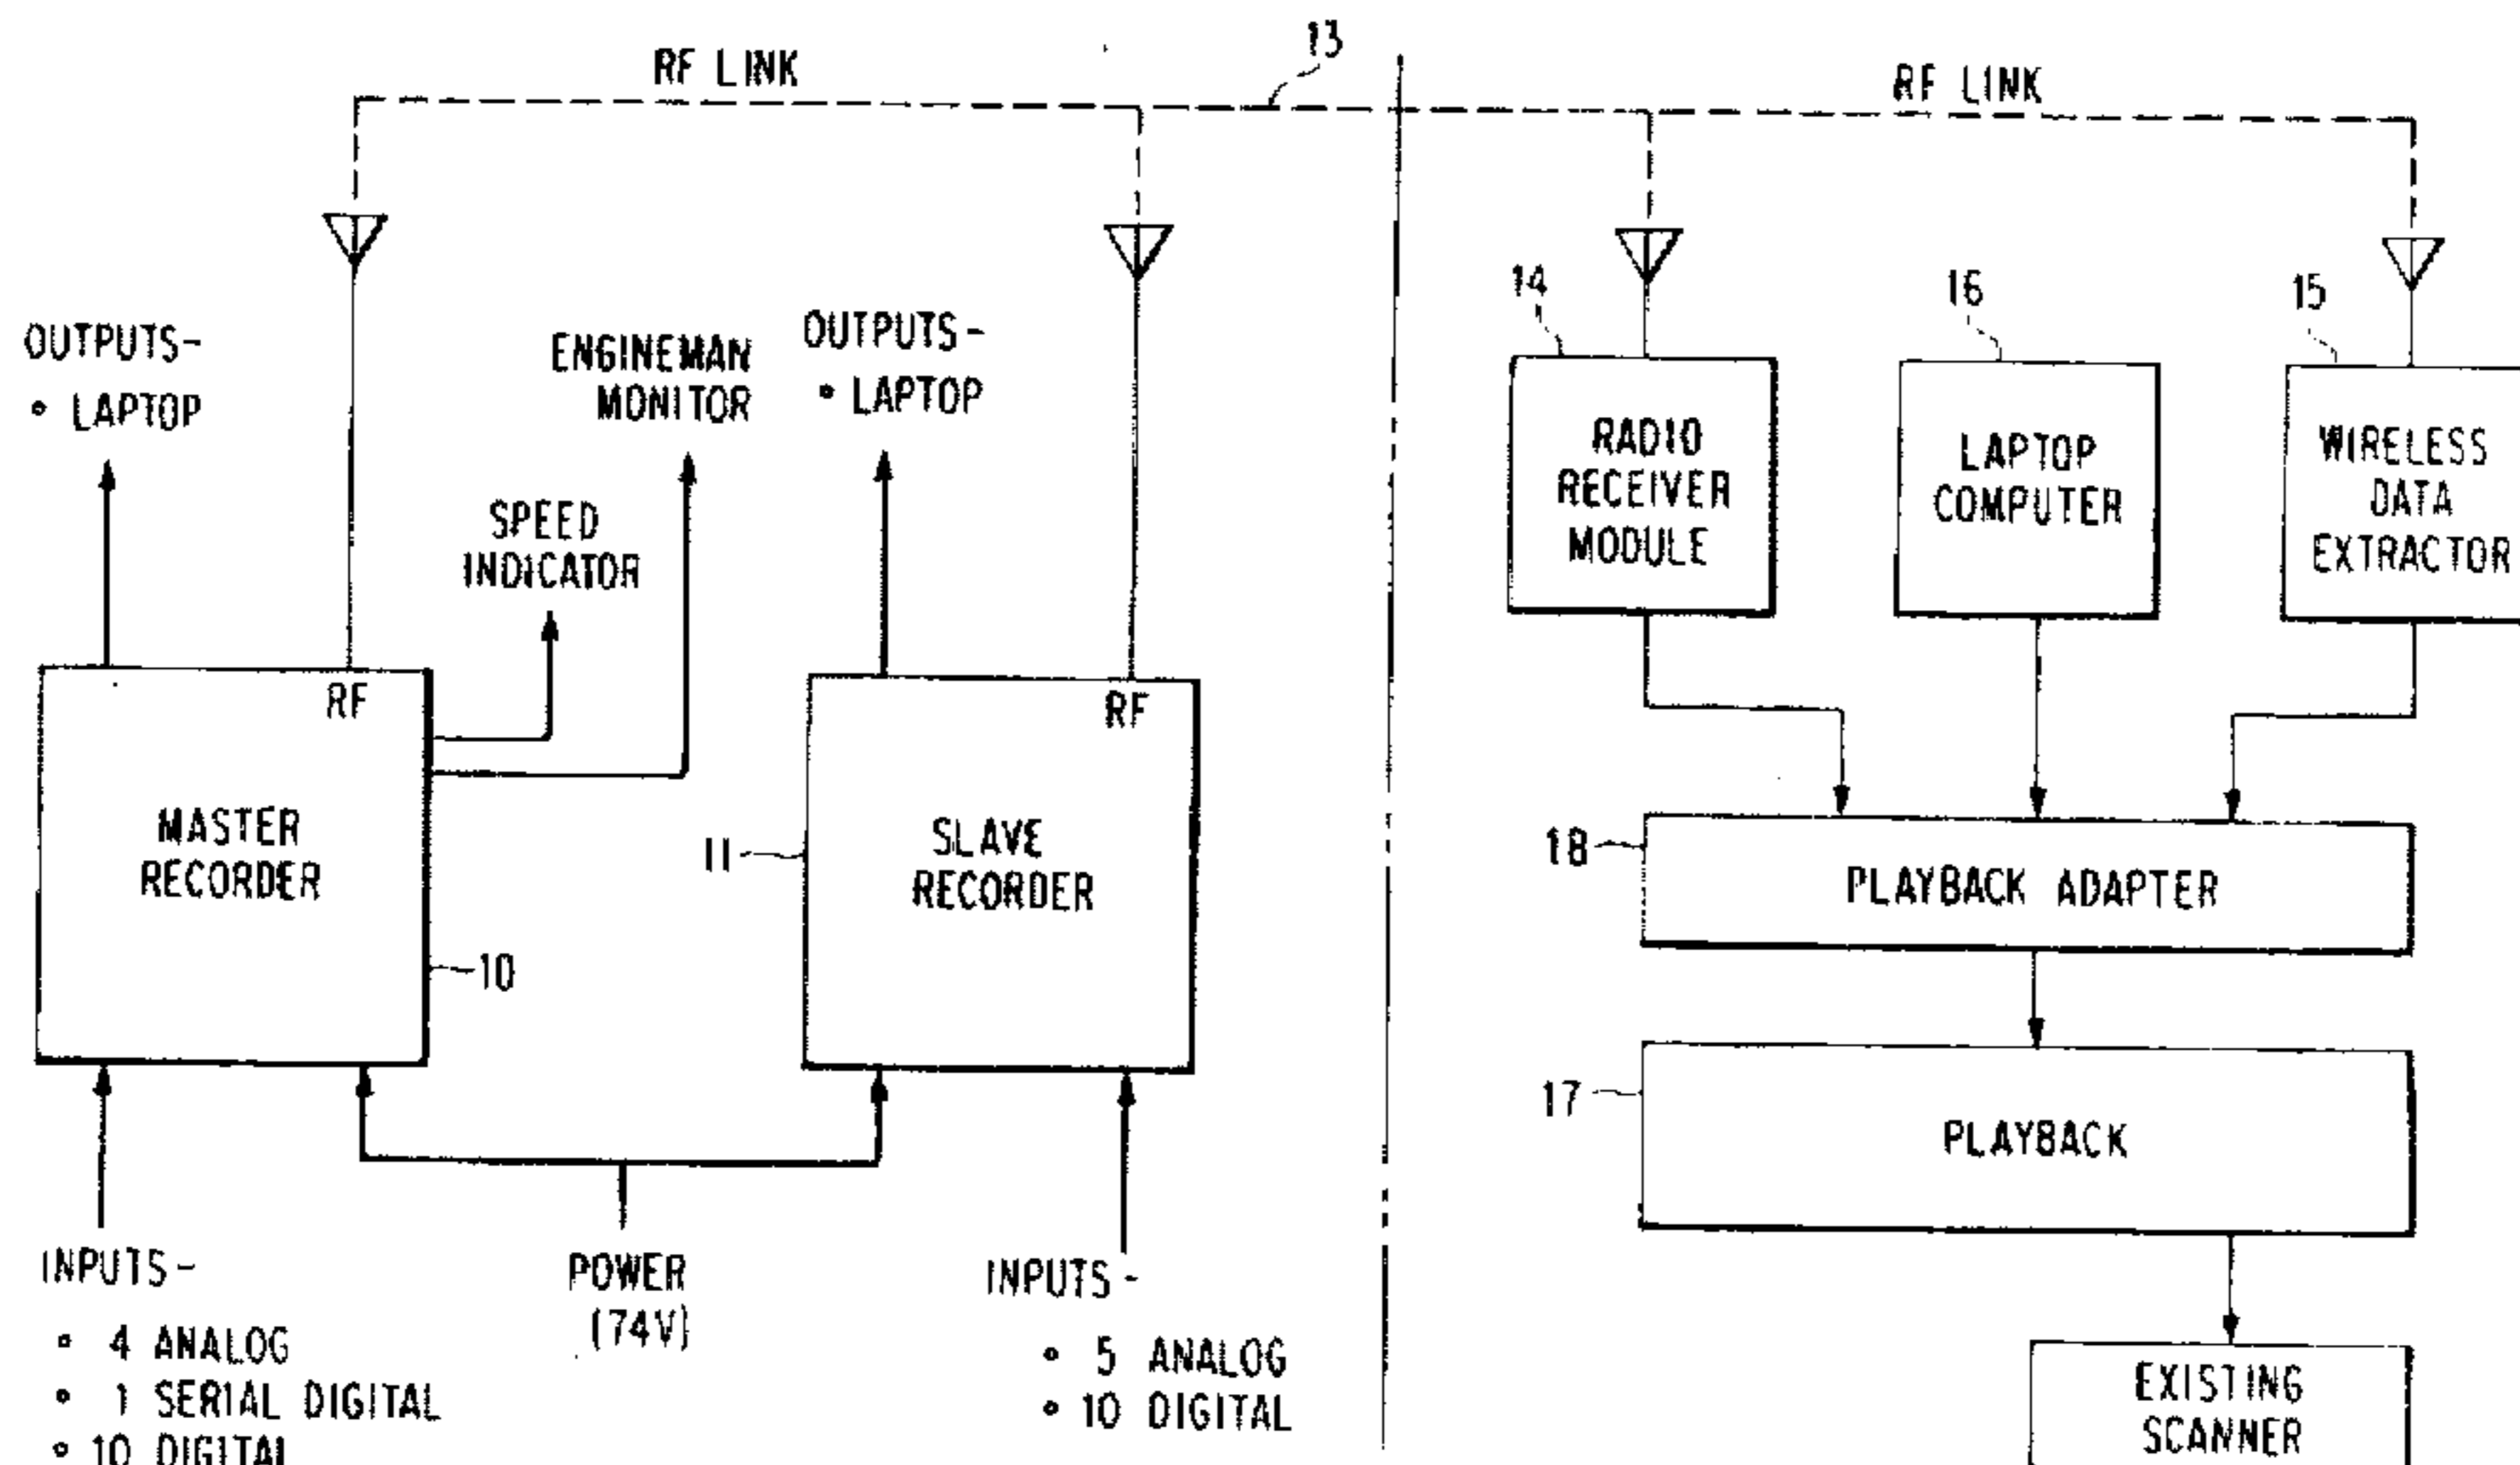 RF LINK
13
RF LINK
OUTPUTS-
• LAPTOP
ENGINEMAN
MONITOR
SPEED
INDICATOR
OUTPUTS-
• LAPTOP
RF
MASTER
RECORDER
10
RF
11
SLAVE
RECORDER
INPUTS-
• 4 ANALOG
• 1 SERIAL DIGITAL
• 10 DIGITAL
POWER
(74V)
INPUTS-
• 5 ANALOG
• 10 DIGITAL
14
RADIO
RECEIVER
MODULE
16
LAPTOP
COMPUTER
15
WIRELESS
DATA
EXTRACTOR
18
PLAYBACK ADAPTER
17
PLAYBACK
EXISTING
SCANNER